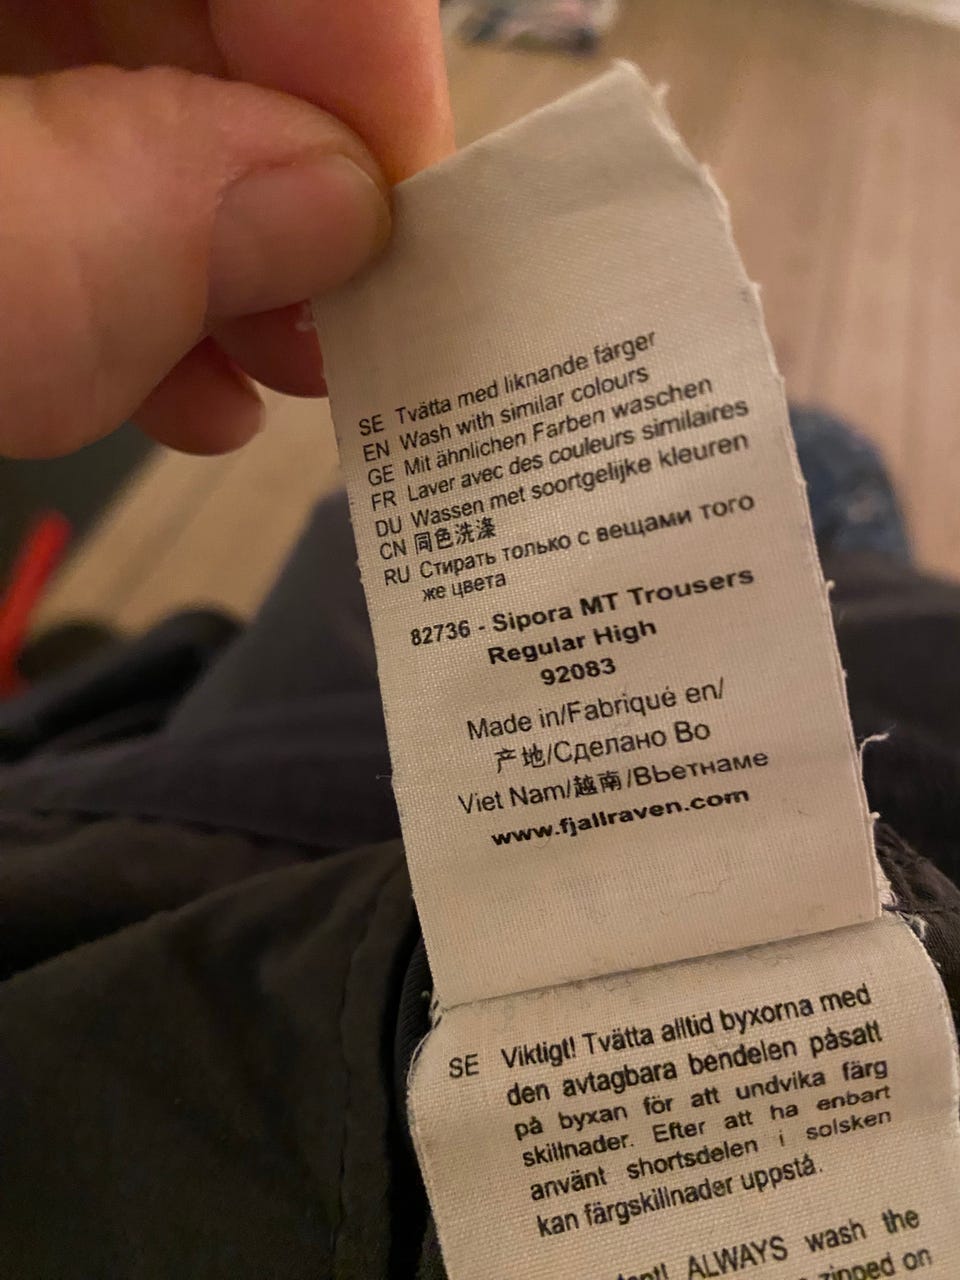 SE Tvätta med liknande färger
EN Wash with similar colours
GE Mit ähnlichen Farben waschen
FR Laver avec des couleurs similaires
DU Wassen met soortgelijke kleuren
CN 同色洗涤
RU Стирать только с вещами того
же цвета
82736 - Sipora MT Trousers
Regular High
92083
Made in/Fabriqué en/
产地/Сделано Во
Viet Nam/越南/Вьетнаме
www.fjallraven.com
SE Viktigt! Tvätta alltid byxorna med
den avtagbara bendelen påsatt
på byxan för att undvika färg
skillnader. Efter att ha enbart
använt shortsdelen i solsken
kan färgskillnader uppstå.
ALWAYS wash the
on